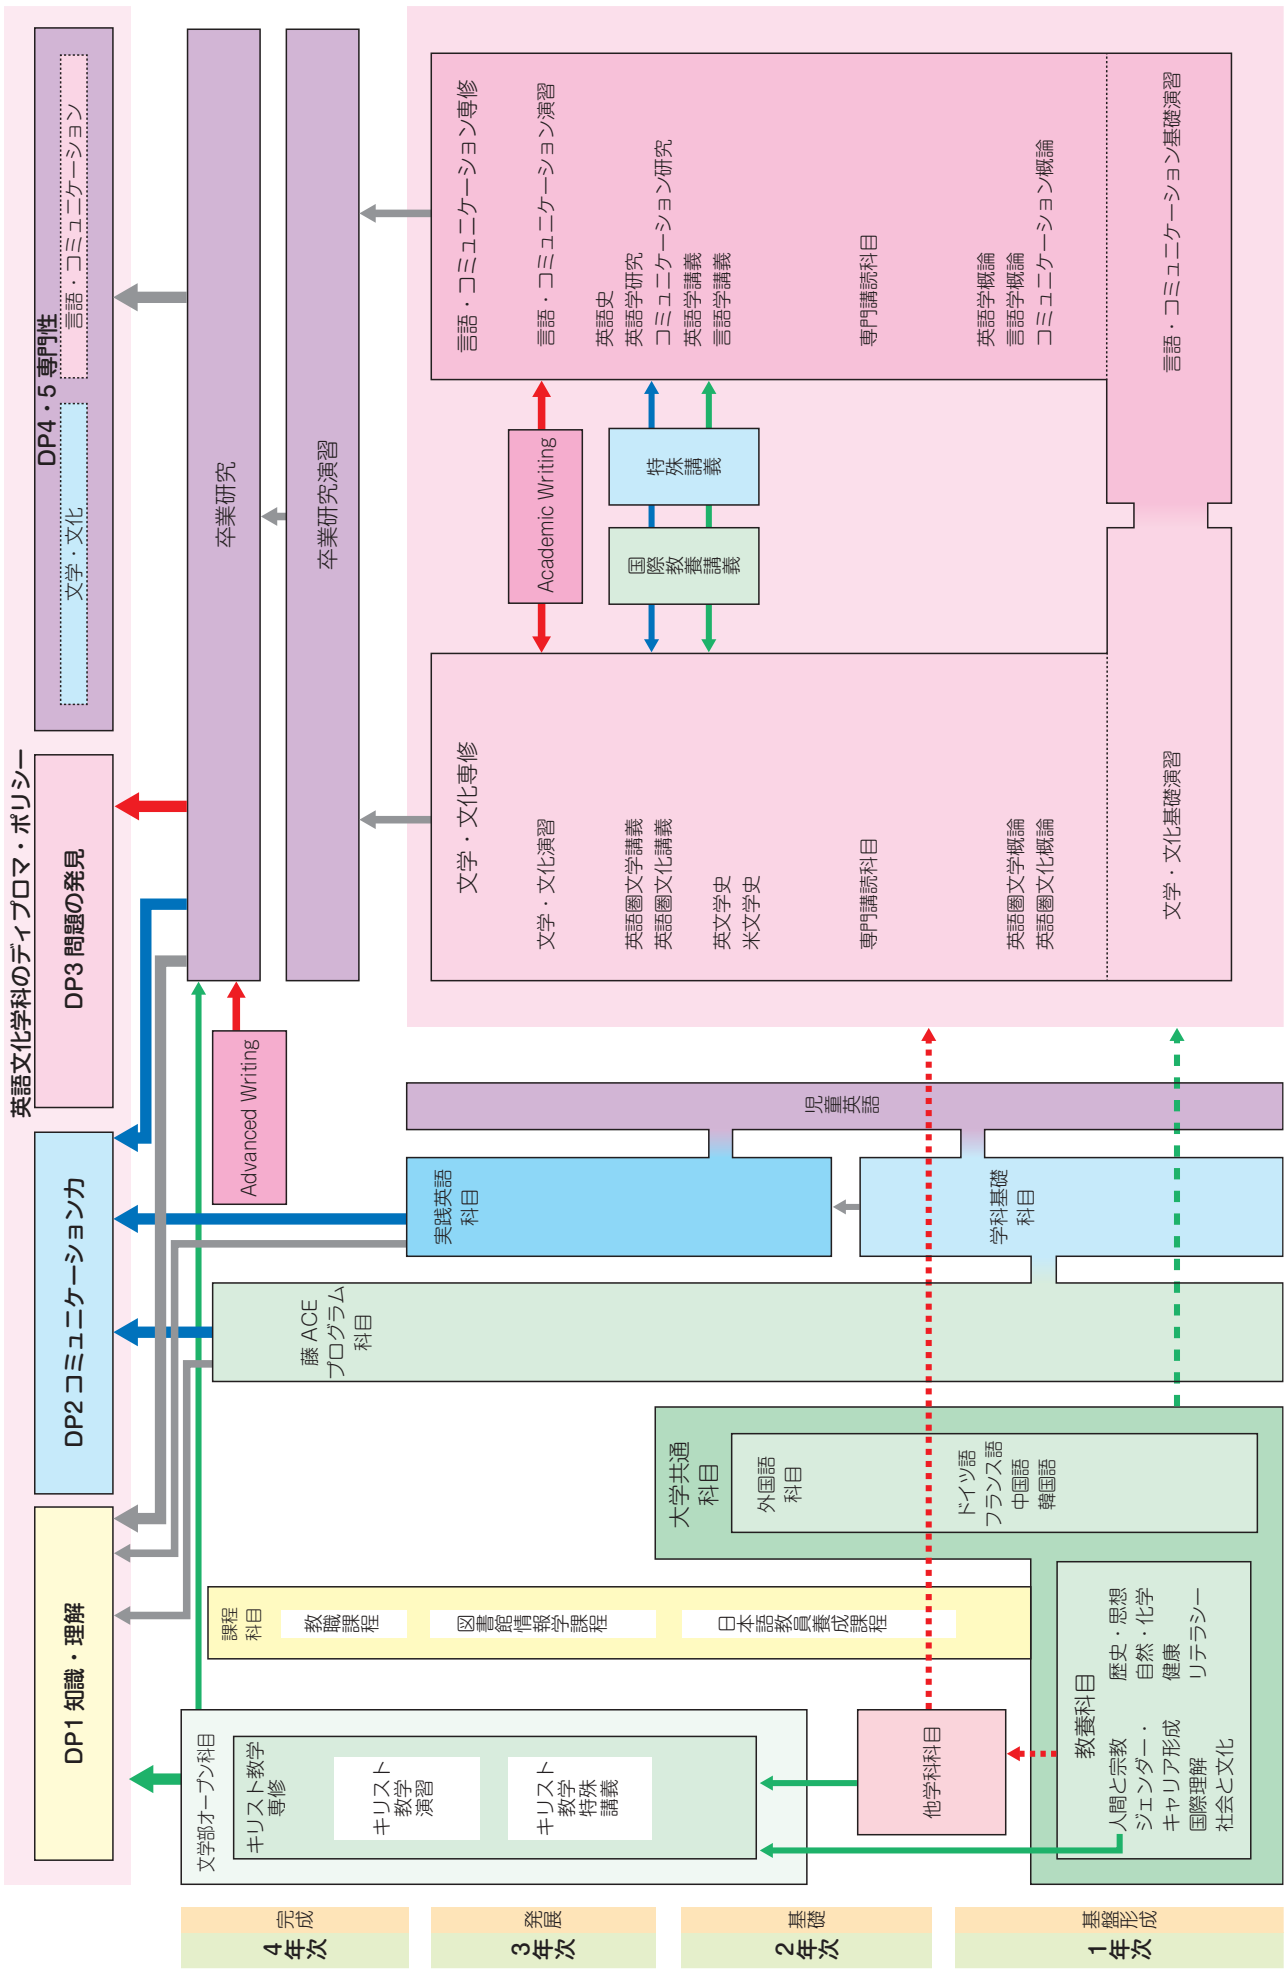 英語文化学科のディプロマ・ポリシー
DP1 知識・理解
DP2 コミュニケーション力
DP3 問題の発見
DP4・5 専門性
文学・文化
言語・コミュニケーション
4年次
完成
3年次
発展
2年次
基礎
1年次
基盤形成
文学部オープン科目
キリスト教学
専修
キリスト
教学
演習
キリスト
教学
特殊
講義
課程
科目
教職課程
図書館情報学課程
日本語教員養成課程
他学科科目
大学共通
科目
外国語
科目
ドイツ語
フランス語
中国語
韓国語
教養科目
人間と宗教
ジェンダー・
キャリア形成
国際理解
社会と文化
歴史・思想
自然・化学
健康
リテラシー
藤 ACE
プログラム
科目
実践英語
科目
学科基礎
科目
児童英語
Advanced Writing
卒業研究
卒業研究演習
文学・文化専修
文学・文化演習
英語圏文学講義
英語圏文化講義
英文学史
米文学史
専門講読科目
英語圏文学概論
英語圏文化概論
文学・文化基礎演習
Academic Writing
国際教養講義
特殊講義
言語・コミュニケーション専修
言語・コミュニケーション演習
英語史
英語学研究
コミュニケーション研究
英語学講義
言語学講義
専門講読科目
英語学概論
言語学概論
コミュニケーション概論
言語・コミュニケーション基礎演習